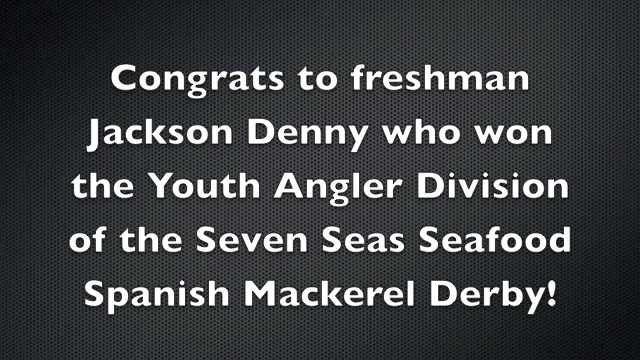 Congrats to freshman
Jackson Denny who won
the Youth Angler Division
of the Seven Seas Seafood
Spanish Mackerel Derby!